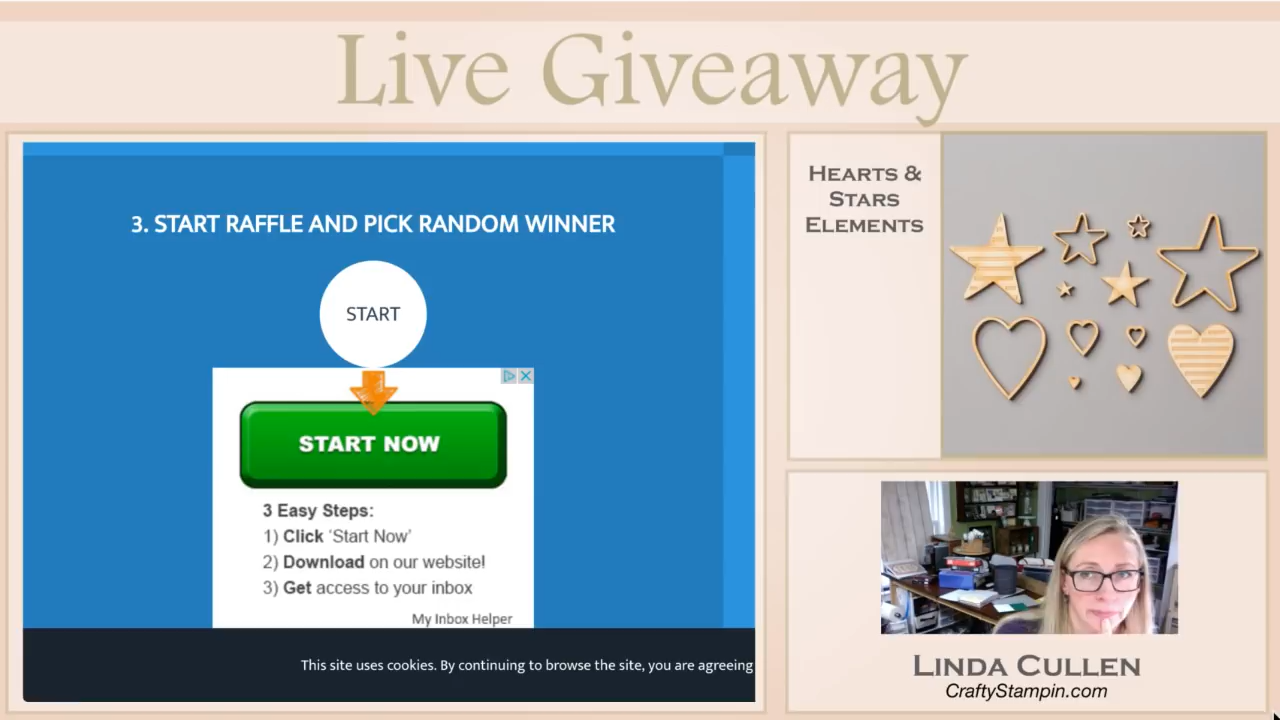 Live Giveaway
3. START RAFFLE AND PICK RANDOM WINNER
START
START NOW
3 Easy Steps:
1) Click ‘Start Now’
2) Download on our website!
3) Get access to your inbox
My Inbox Helper
This site uses cookies. By continuing to browse the site, you are agreeing
HEARTS &
STARS
ELEMENTS
LINDA CULLEN
CraftyStampin.com